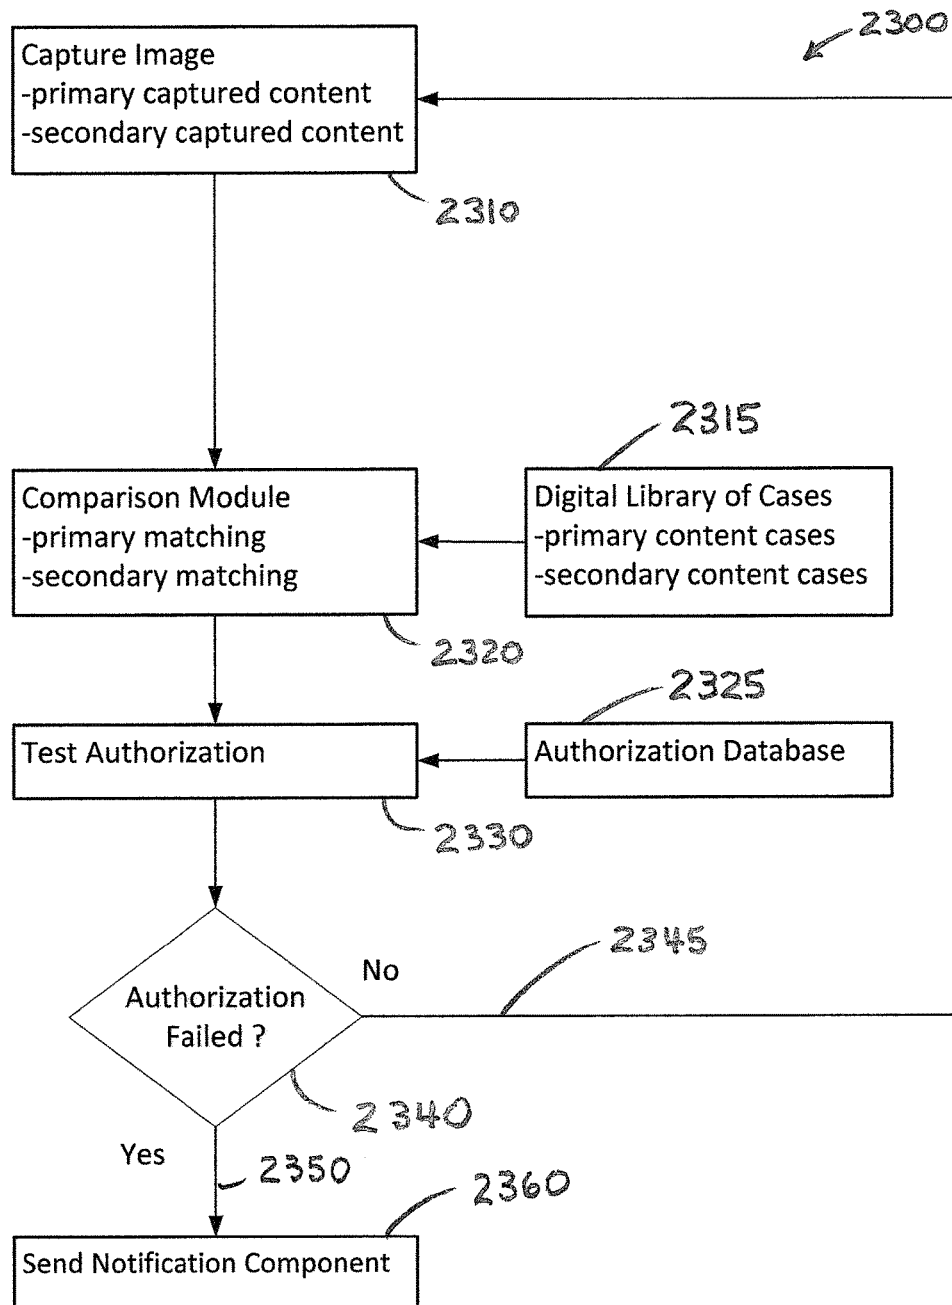 2300
Capture Image
-primary captured content
-secondary captured content
2310
2315
Comparison Module
-primary matching
-secondary matching
Digital Library of Cases
-primary content cases
-secondary content cases
2320
2325
Test Authorization
Authorization Database
2330
2345
No
Authorization
Failed ?
2340
Yes
2350
2360
Send Notification Component